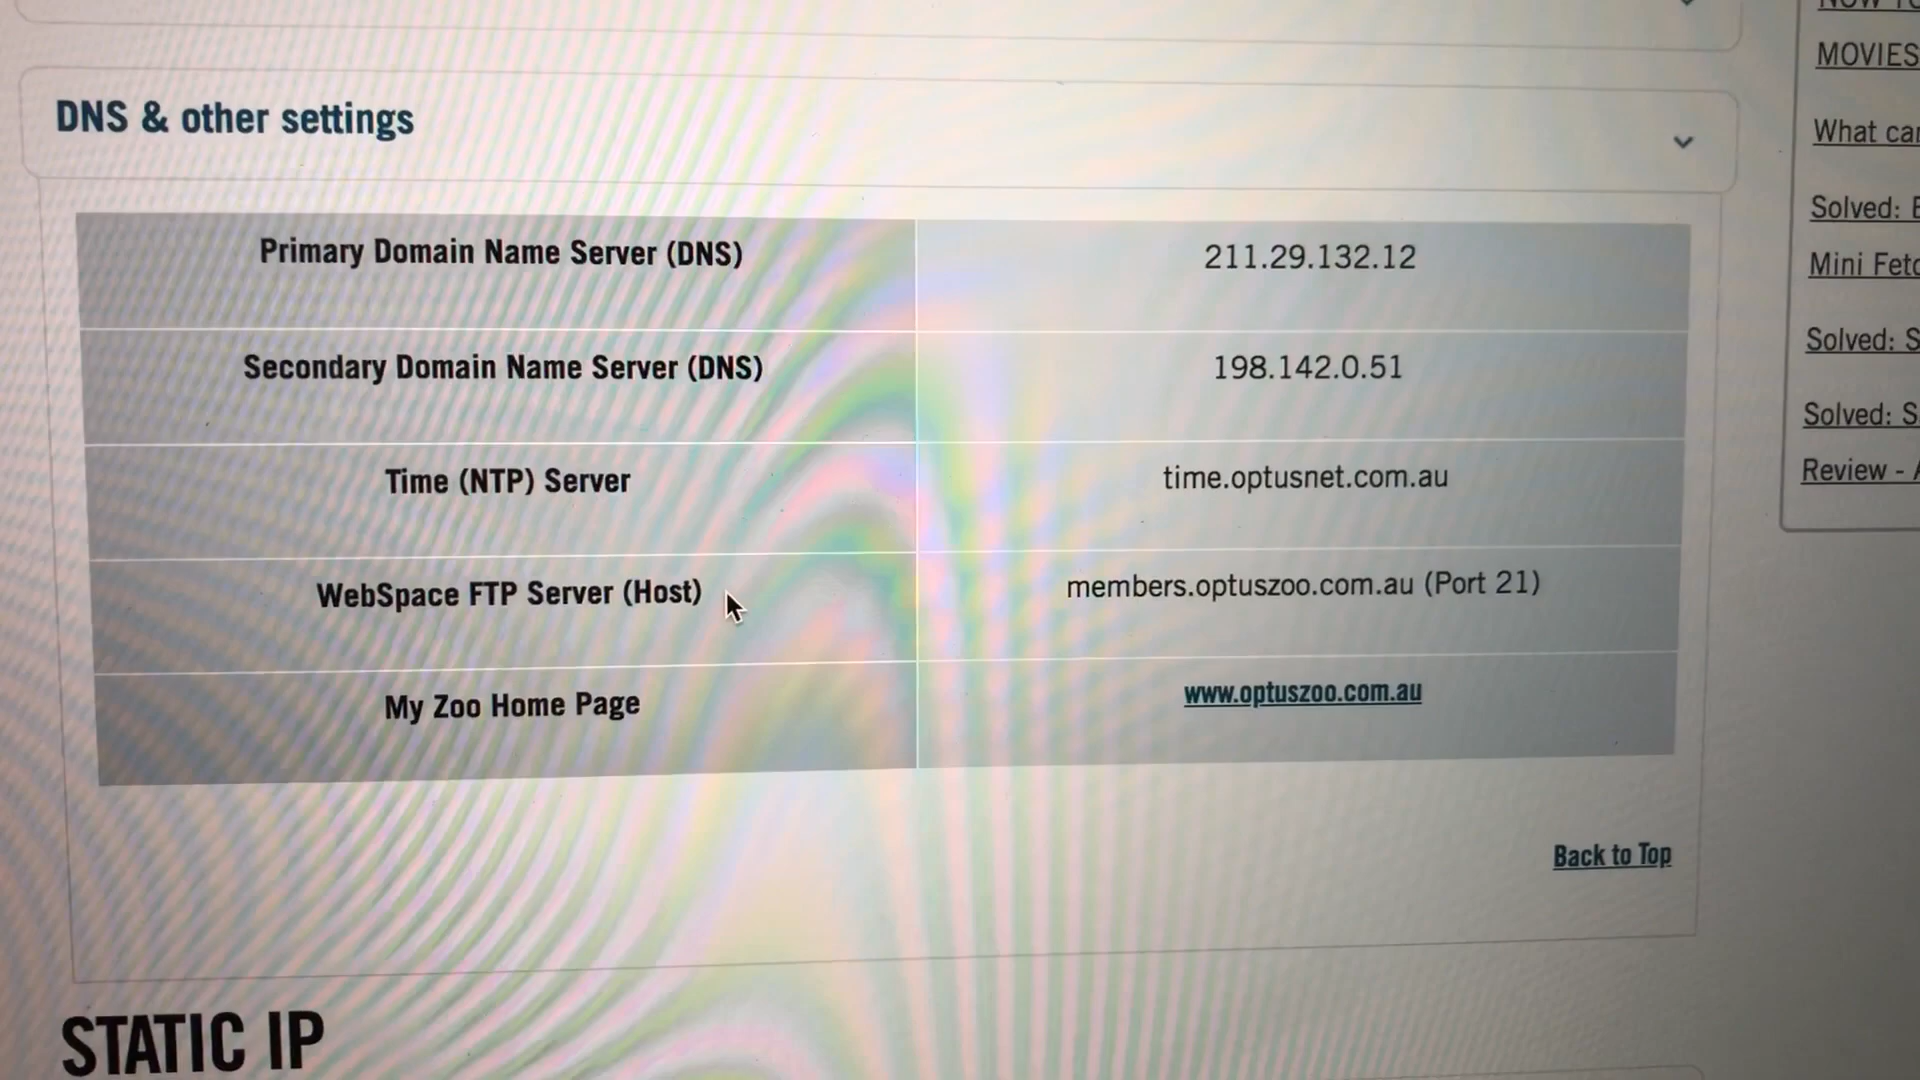 DNS & other settings
Primary Domain Name Server (DNS) 211.29.132.12
Secondary Domain Name Server (DNS) 198.142.0.51
Time (NTP) Server time.optusnet.com.au
WebSpace FTP Server (Host) members.optuszoo.com.au (Port 21)
My Zoo Home Page www.optuszoo.com.au
Back to Top
STATIC IP
MOVIES
What
Solved:
Mini
Solved:
Solved:
Review -